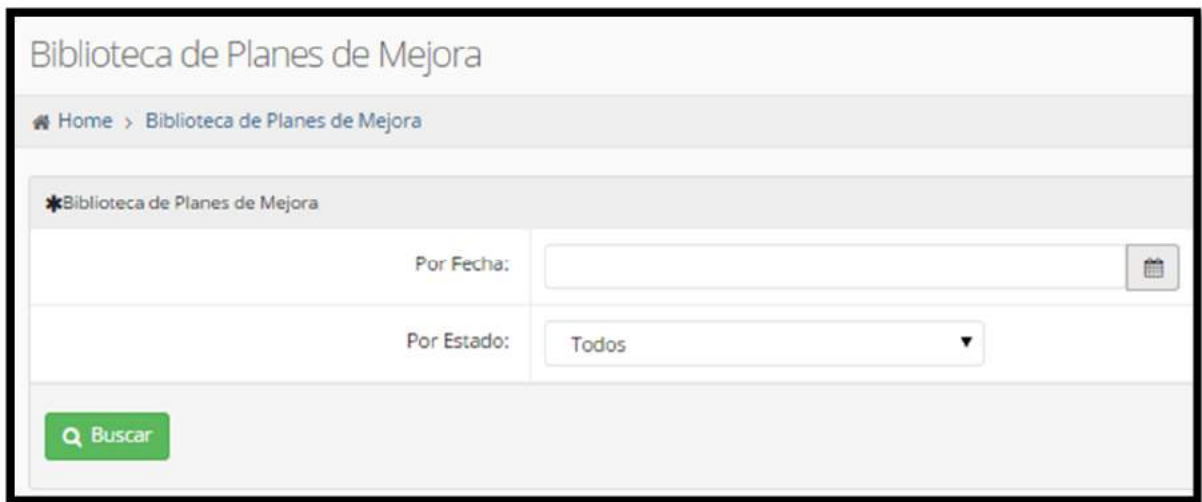 Biblioteca de Planes de Mejora
Home > Biblioteca de Planes de Mejora
*Biblioteca de Planes de Mejora
Por Fecha:
Por Estado: Todos
Buscar